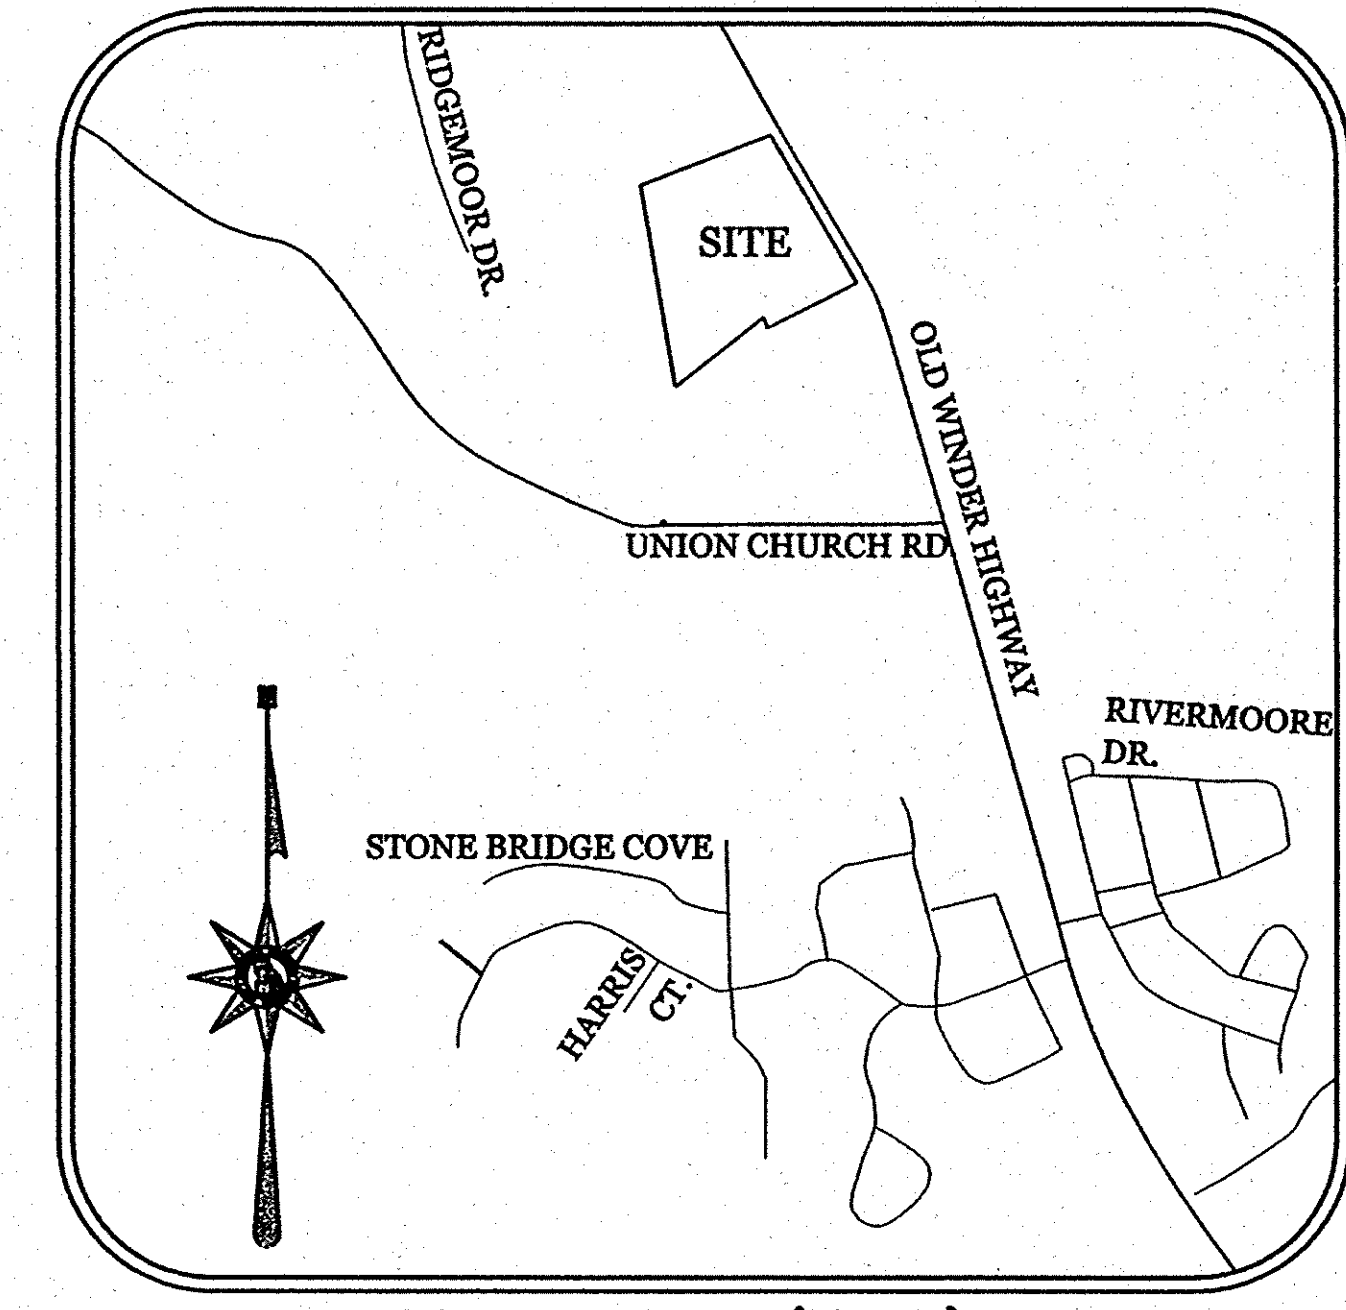 RIDGEMOOR DR.
SITE
OLD WINDER HIGHWAY
UNION CHURCH RD
RIVERMOORE
DR.
STONE BRIDGE COVE
HARRIS
CT.